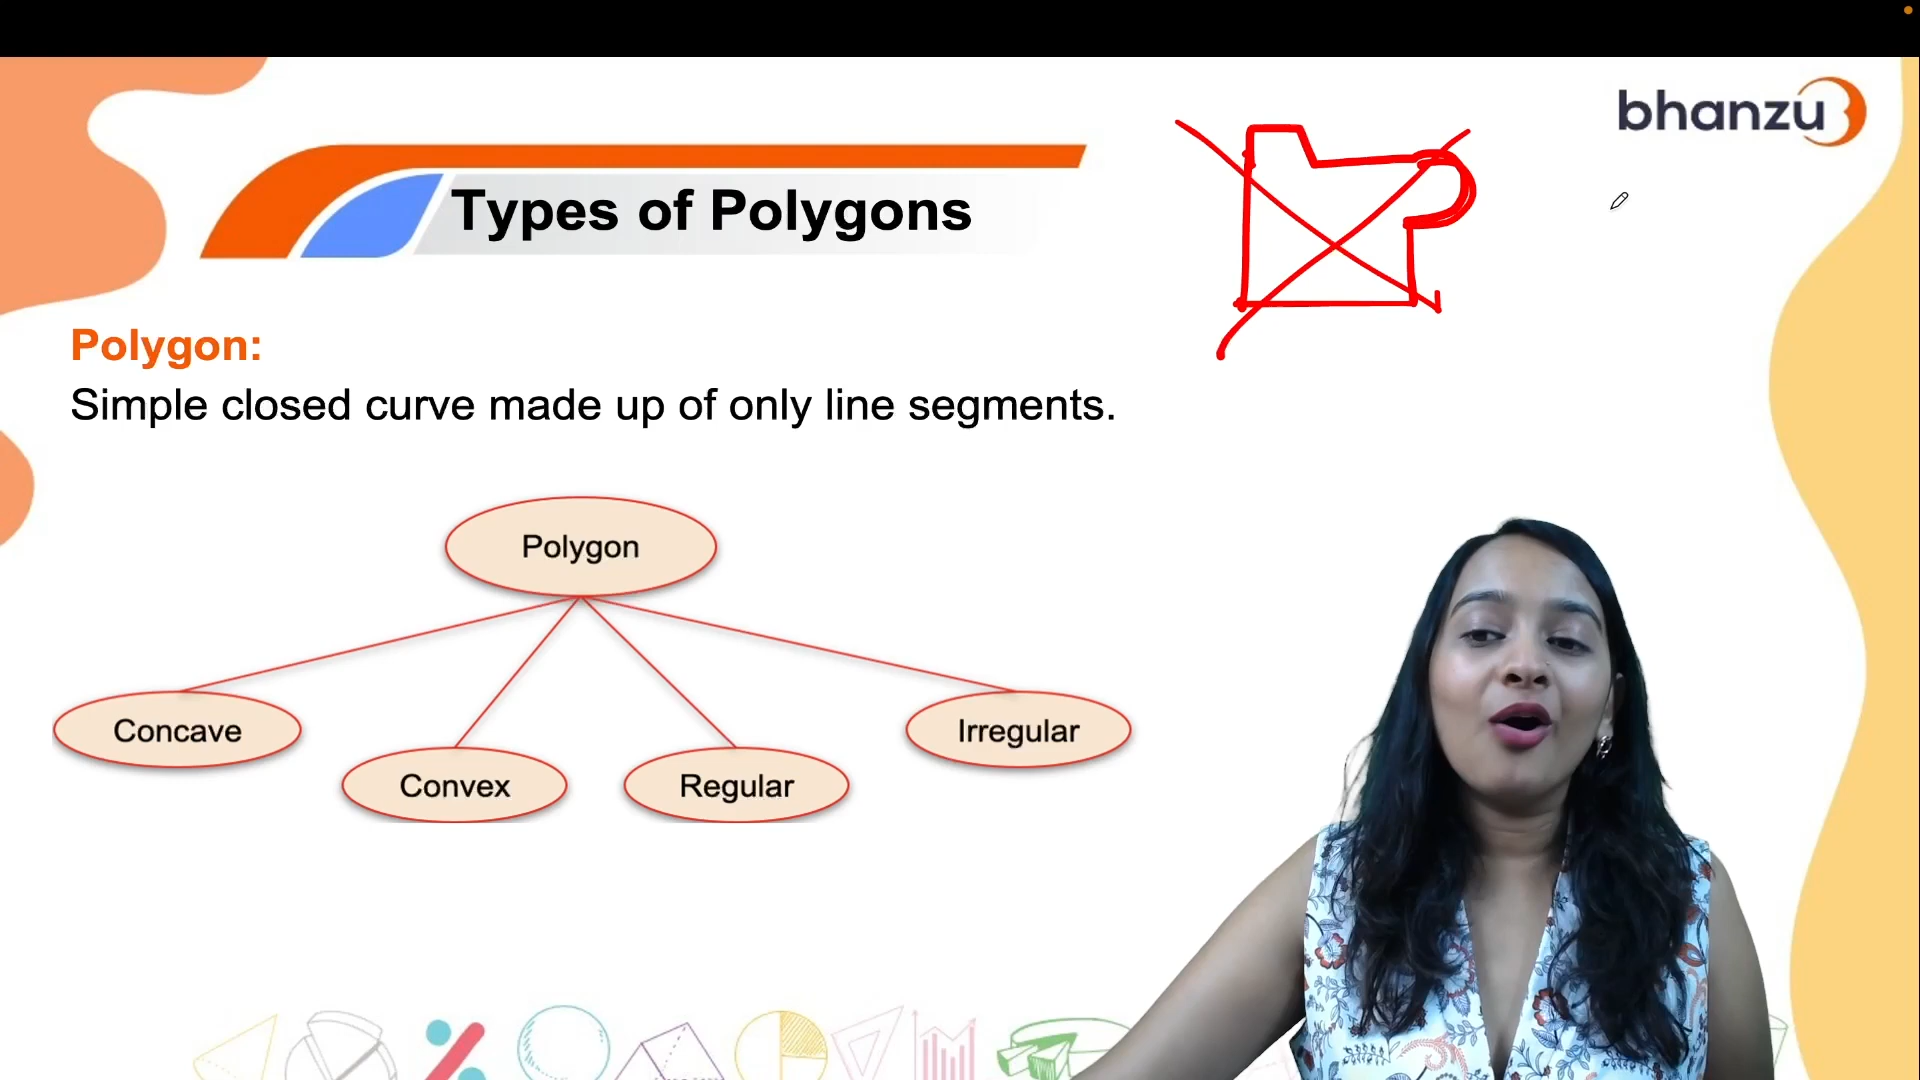 bhanzu
Types of Polygons
Polygon:
Simple closed curve made up of only line segments.
Polygon
Concave
Irregular
Convex
Regular